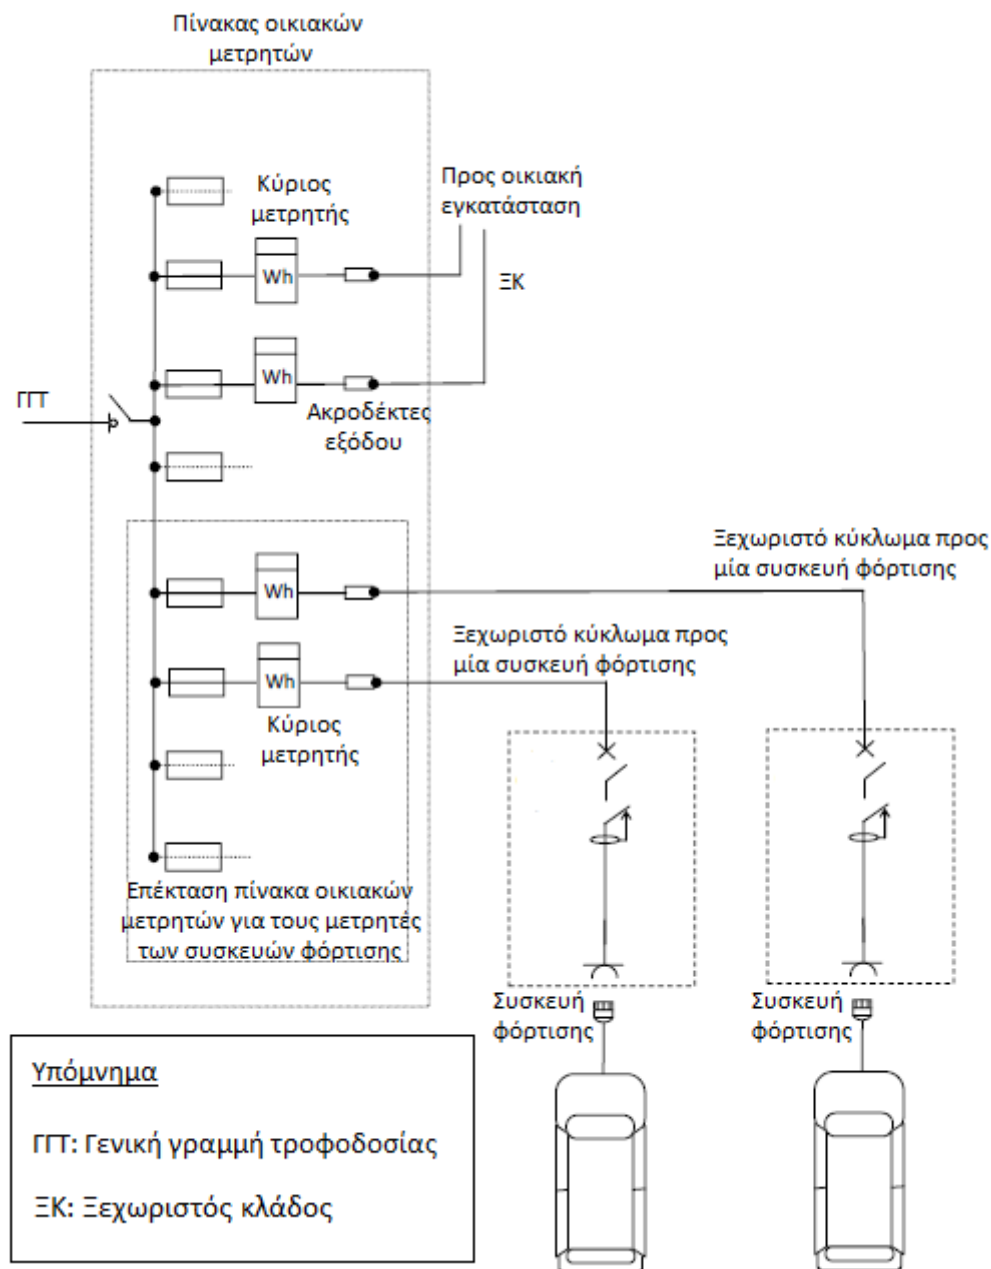 Πίνακας οικιακών
μετρητών
Κύριος
μετρητής
Προς οικιακή
εγκατάσταση
Wh
ΞΚ
Wh
ΓΓΤ
Ακροδέκτες
εξόδου
Ξεχωριστό κύκλωμα προς
μία συσκευή φόρτισης
Wh
Ξεχωριστό κύκλωμα προς
μία συσκευή φόρτισης
Wh
Κύριος
μετρητής
Επέκταση πίνακα οικιακών
μετρητών για τους μετρητές
των συσκευών φόρτισης
Συσκευή
φόρτισης
Συσκευή
φόρτισης
Υπόμνημα
ΓΓΤ: Γενική γραμμή τροφοδοσίας
ΞΚ: Ξεχωριστός κλάδος